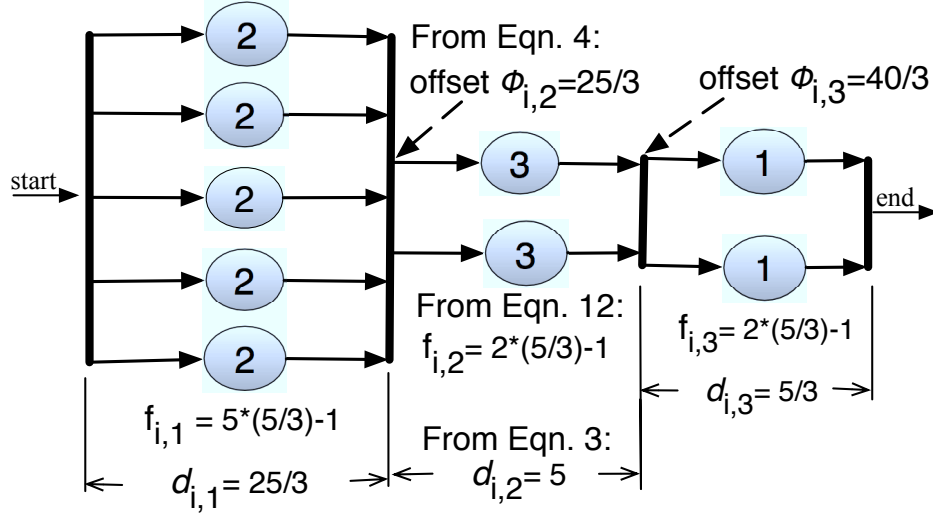 From Eqn. 4:
offset Φi,2=25/3
offset Φi,3=40/3
start
end
2
2
2
2
2
3
3
1
1
From Eqn. 12:
fi,2= 2*(5/3)-1
fi,3= 2*(5/3)-1
di,3= 5/3
fi,1 = 5*(5/3)-1
From Eqn. 3:
di,1= 25/3
di,2= 5